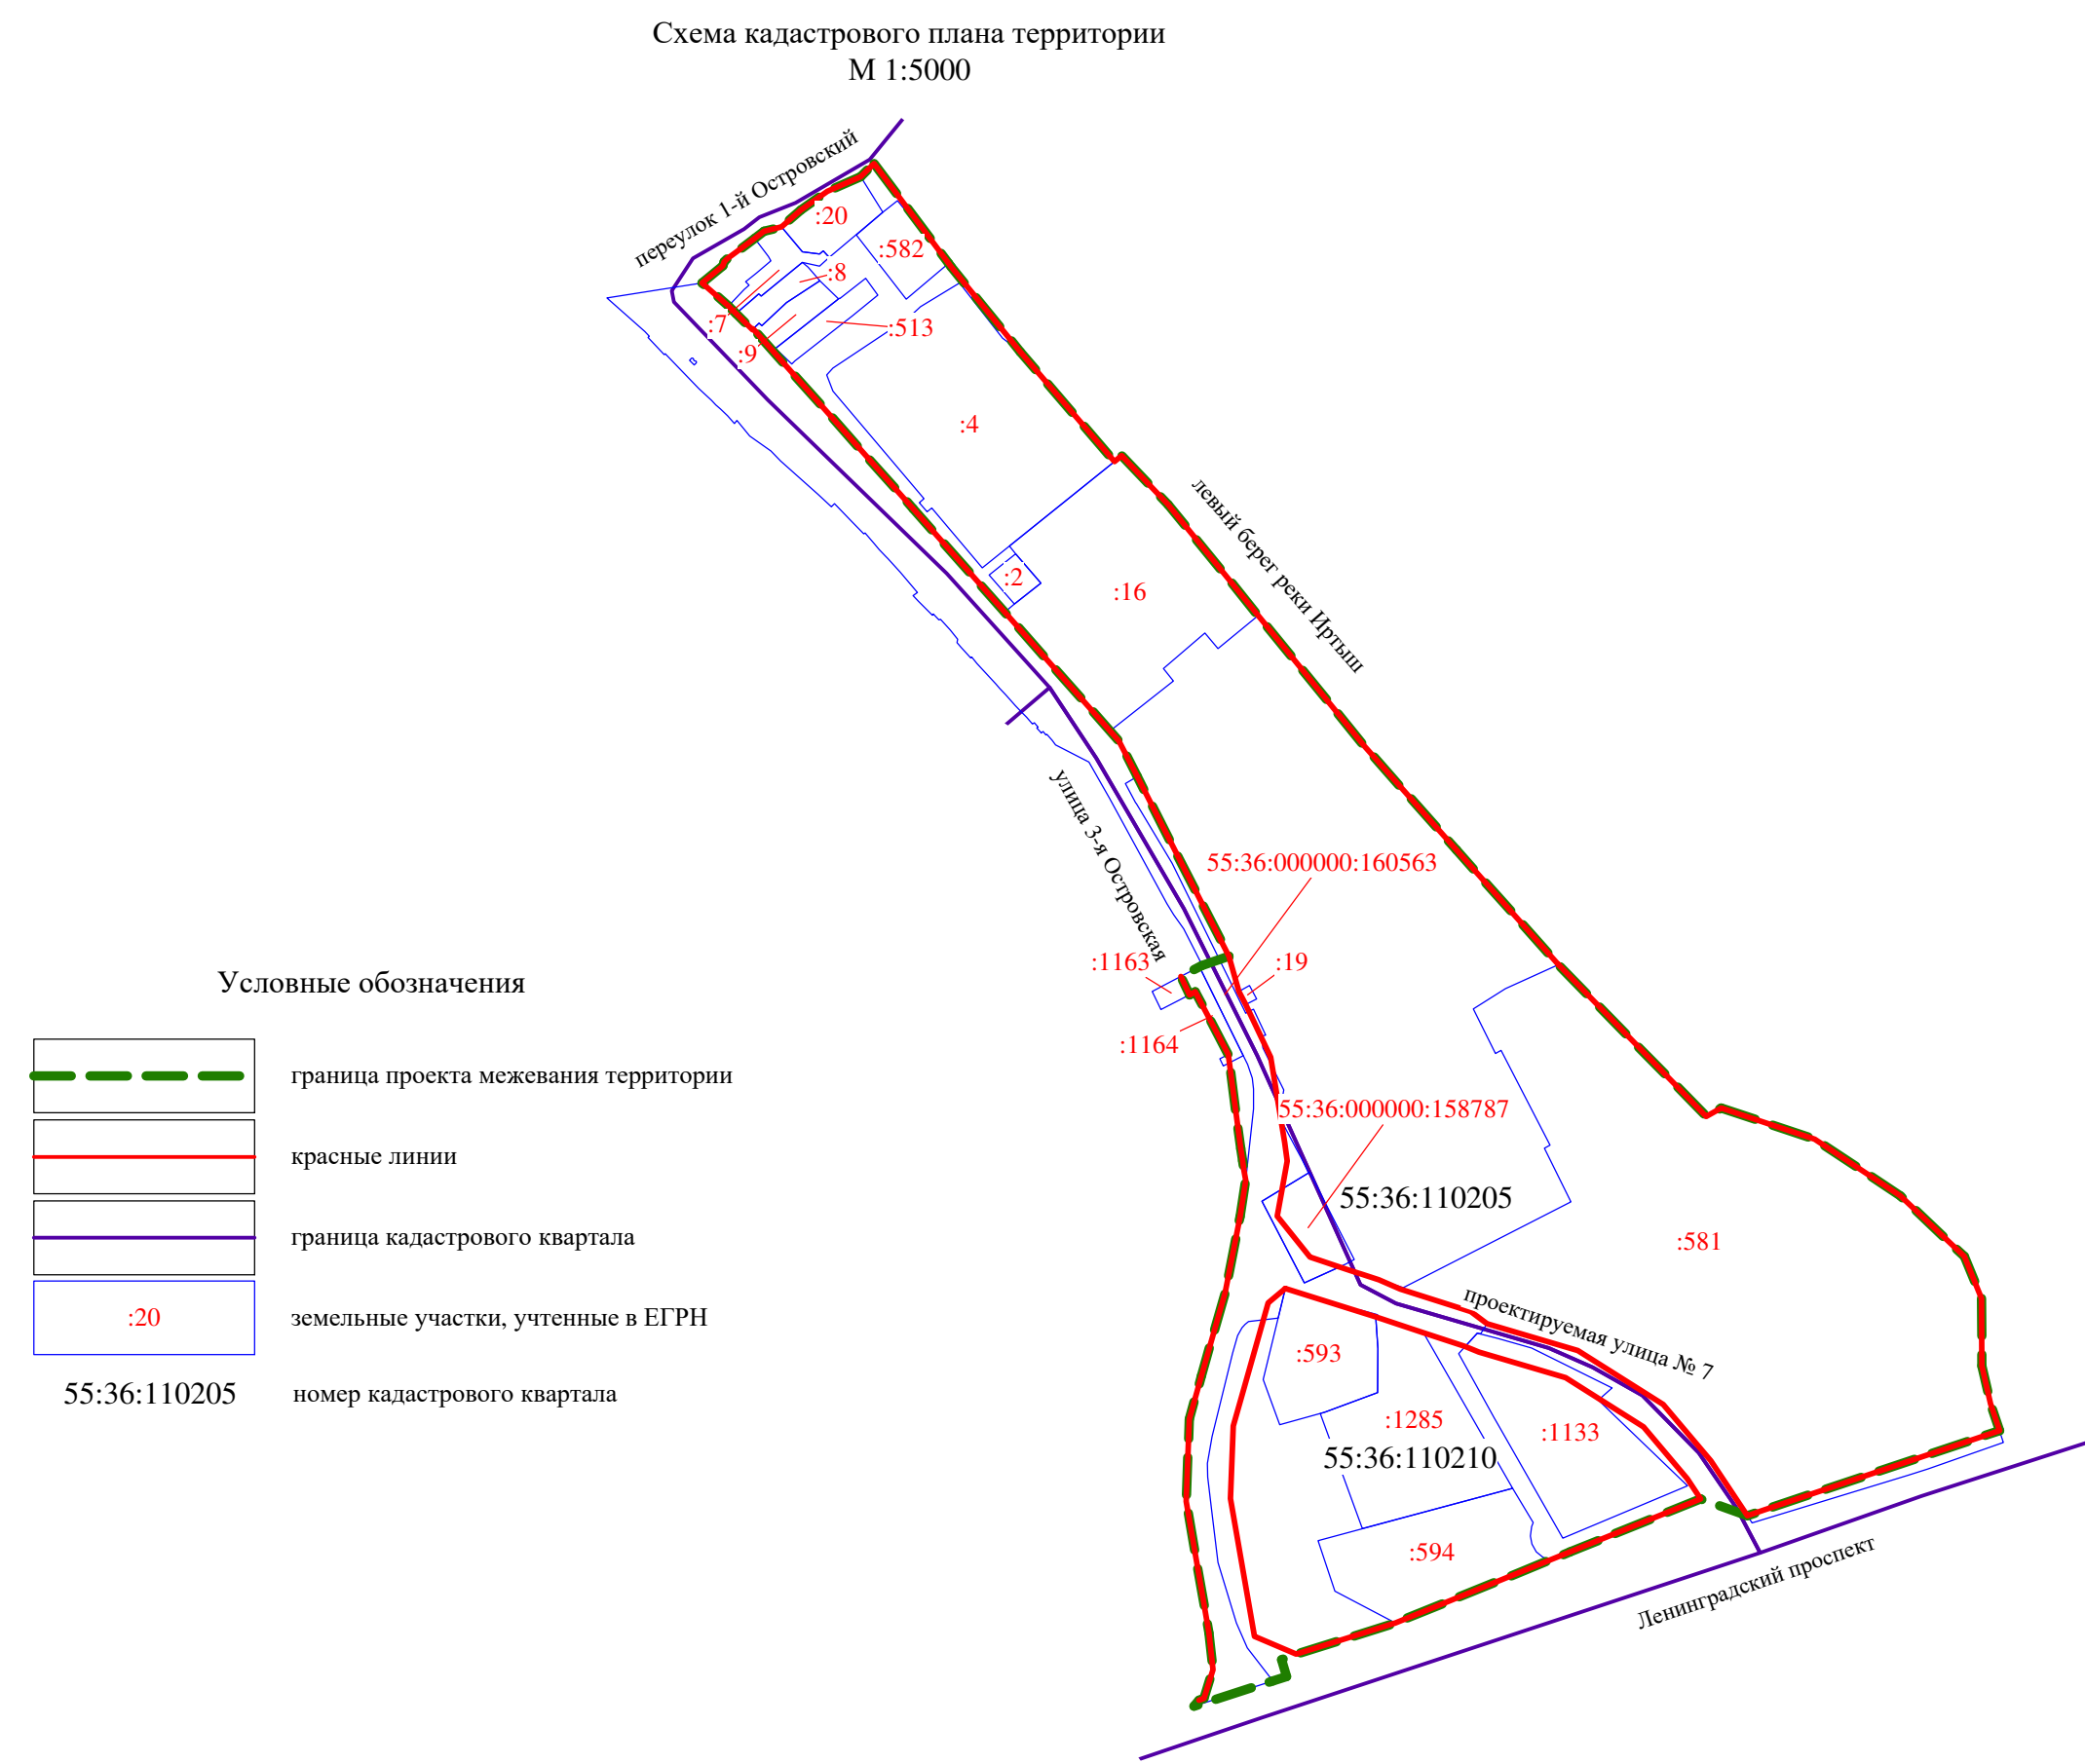 Схема кадастрового плана территории
М 1:5000
переулок 1-й Островский
:20
:582
:8
:7
:513
:9
:4
левый берег реки Иртыш
:2
:16
улица 3-я Островская
55:36:000000:160563
:1163
:19
:1164
55:36:000000:158787
55:36:110205
:581
проектируемая улица № 7
:593
:1285
:1133
55:36:110210
:594
Ленинградский проспект
Условные обозначения
граница проекта межевания территории
красные линии
граница кадастрового квартала
:20 земельные участки, учтенные в ЕГРН
55:36:110205 номер кадастрового квартала